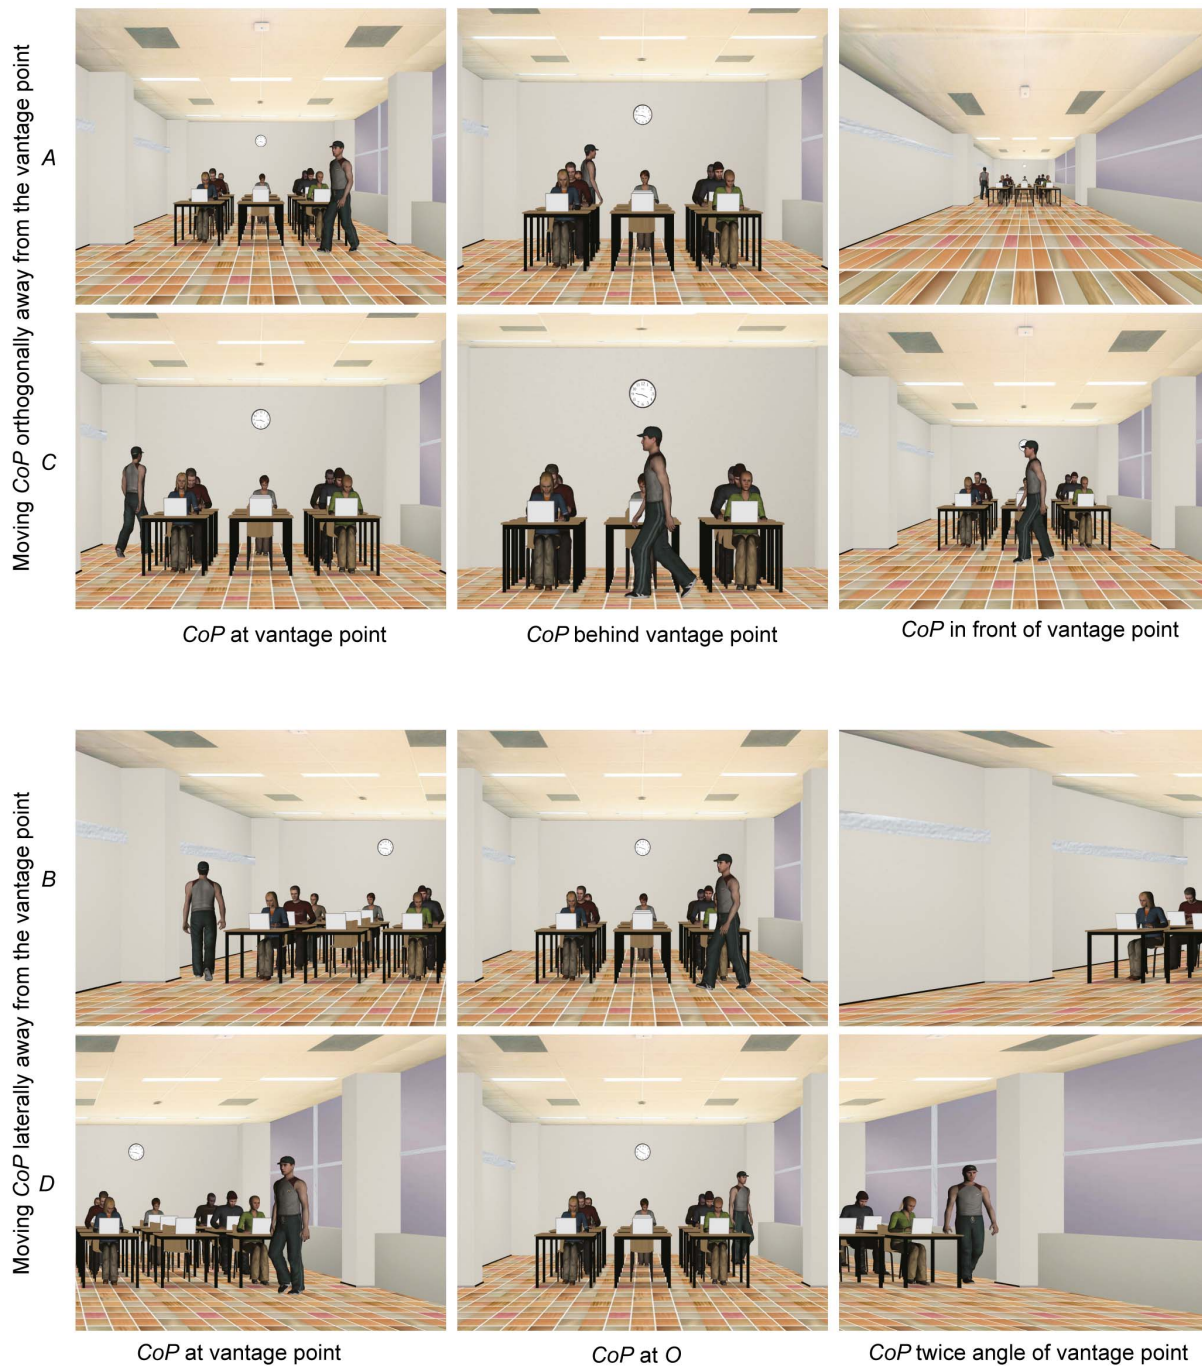 Moving CoP orthogonally away from the vantage point
A
C
CoP at vantage point
CoP behind vantage point
CoP in front of vantage point
Moving CoP laterally away from the vantage point
B
D
CoP at vantage point
CoP at O
CoP twice angle of vantage point